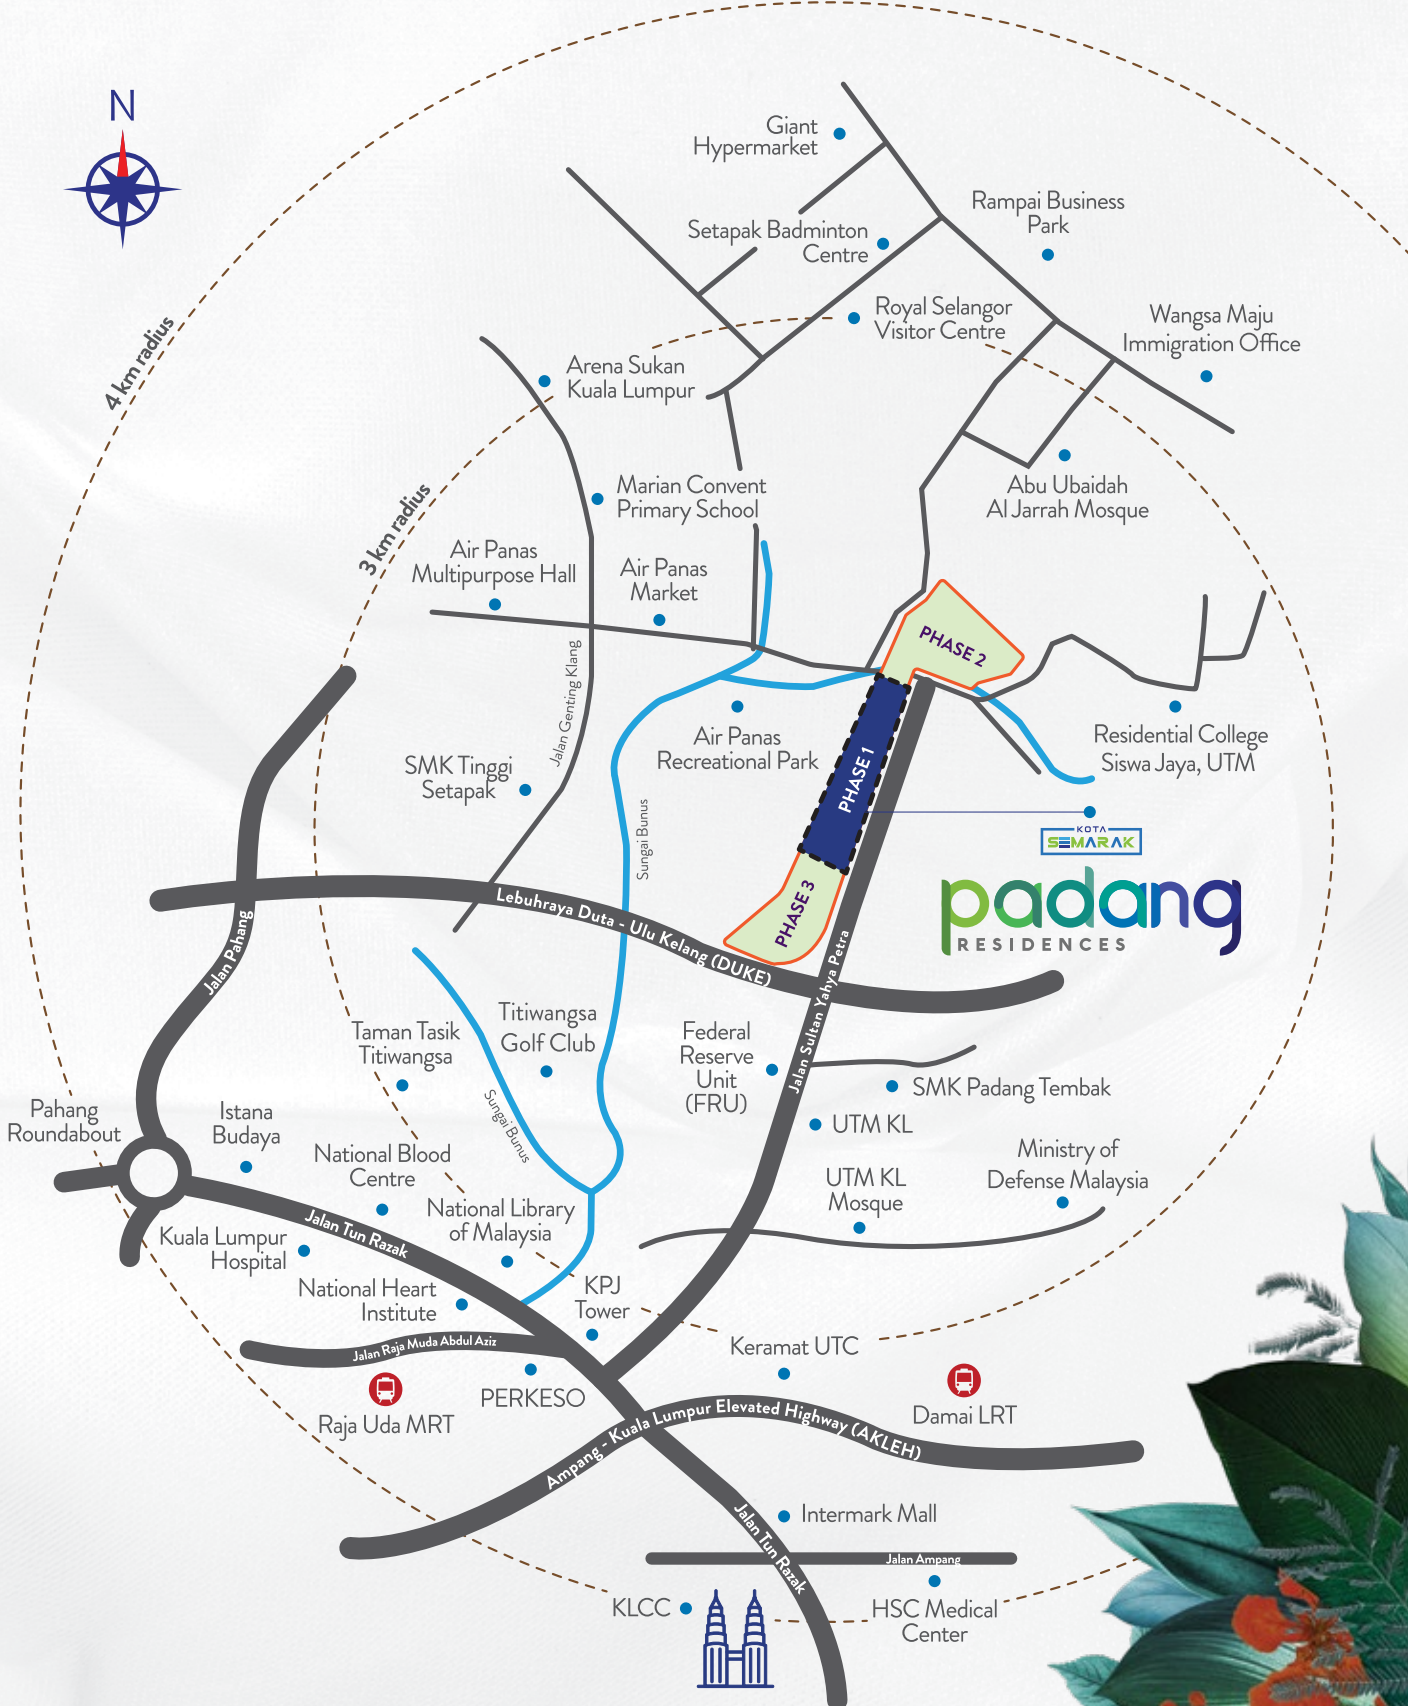 N
Giant
Hypermarket
Rampai Business
Park
Setapak Badminton
Centre
Royal Selangor
Visitor Centre
Wangsa Maju
Immigration Office
4 km radius
Arena Sukan
Kuala Lumpur
3 km radius
Marian Convent
Primary School
Abu Ubaidah
Al Jarrah Mosque
Air Panas
Multipurpose Hall
Air Panas
Market
PHASE 2
Jalan Genting Klang
Air Panas
Recreational Park
Residential College
Siswa Jaya, UTM
SMK Tinggi
Setapak
PHASE 1
Sungai Bunus
KOTA
SEMARAK
padang
RESIDENCES
PHASE 3
Lebuhraya Duta - Ulu Kelang (DUKE)
Jalan Pahang
Jalan Sultan Yahya Petra
Titiwangsa
Golf Club
Taman Tasik
Titiwangsa
Federal
Reserve
Unit
(FRU)
SMK Padang Tembak
Sungai Bunus
Pahang
Roundabout
Istana
Budaya
UTM KL
National Blood
Centre
Ministry of
Defense Malaysia
UTM KL
Mosque
National Library
of Malaysia
Jalan Tun Razak
Kuala Lumpur
Hospital
National Heart
Institute
KPJ
Tower
Jalan Raja Muda Abdul Aziz
Keramat UTC
PERKESO
Raja Uda MRT
Damai LRT
Ampang - Kuala Lumpur Elevated Highway (AKLEH)
Intermark Mall
Jalan Tun Razak
Jalan Ampang
KLCC
HSC Medical
Center